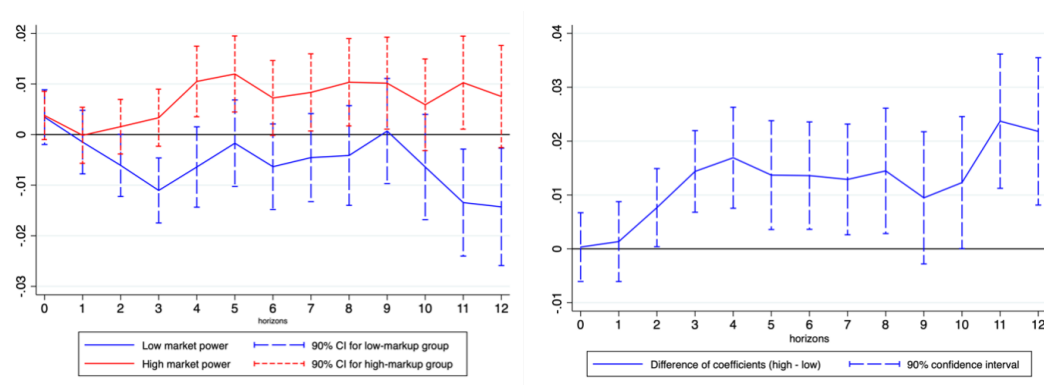 .02
.01
0
-.01
-.02
-.03
0 1 2 3 4 5 6 7 8 9 10 11 12
horizons
Low market power 90% CI for low-markup group
High market power 90% CI for high-markup group
.04
.03
.02
.01
0
-.01
0 1 2 3 4 5 6 7 8 9 10 11 12
horizons
Difference of coefficients (high - low) 90% confidence interval